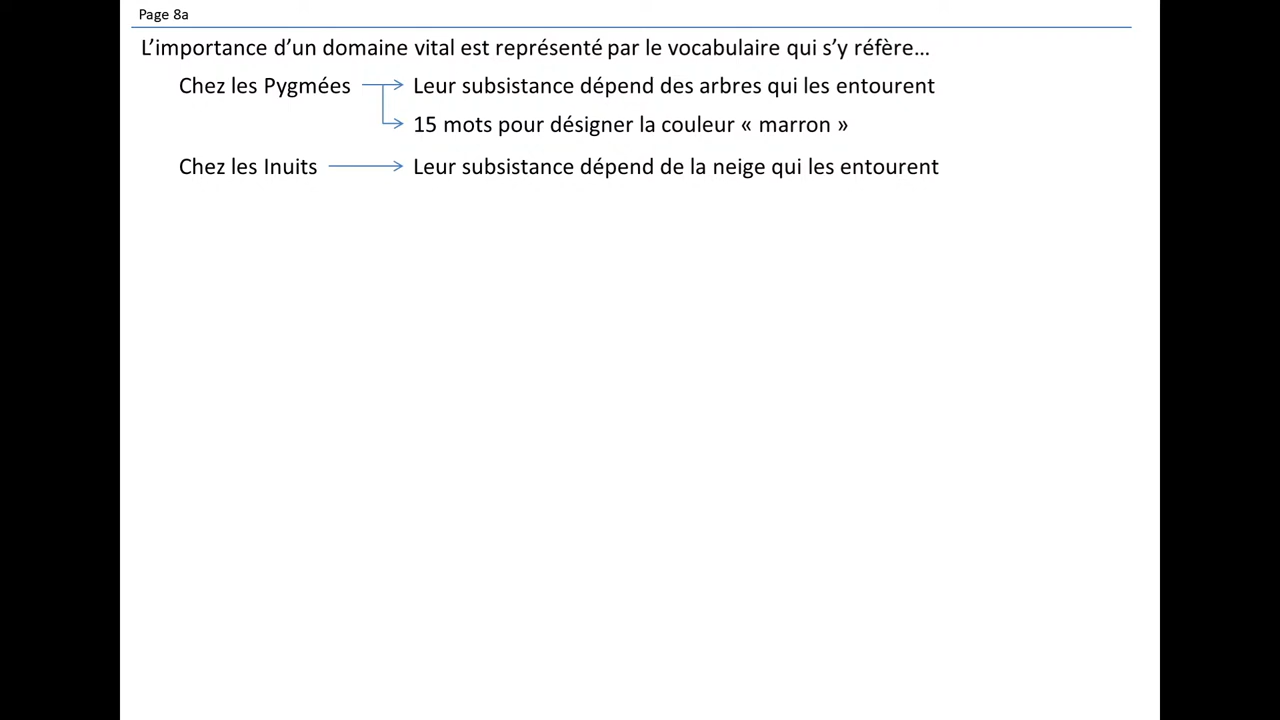 Page 8a
L’importance d’un domaine vital est représenté par le vocabulaire qui s’y réfère…
Chez les Pygmées Leur subsistance dépend des arbres qui les entourent
15 mots pour désigner la couleur « marron »
Chez les Inuits Leur subsistance dépend de la neige qui les entourent